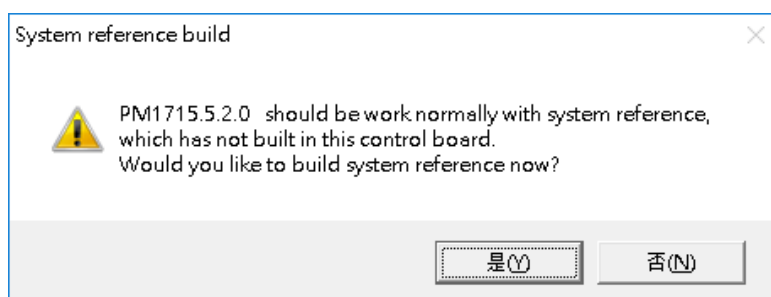 System reference build
PM1715.5.2.0 should be work normally with system reference,
which has not built in this control board.
Would you like to build system reference now?
是(Y)
否(N)